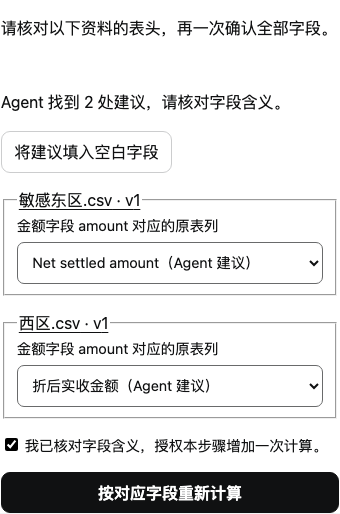 请核对以下资料的表头，再一次确认全部字段。
Agent 找到 2 处建议，请核对字段含义。
将建议填入空白字段
敏感东区.csv · v1
金额字段 amount 对应的原表列
Net settled amount（Agent 建议）
西区.csv · v1
金额字段 amount 对应的原表列
折后实收金额（Agent 建议）
我已核对字段含义，授权本步骤增加一次计算。
按对应字段重新计算